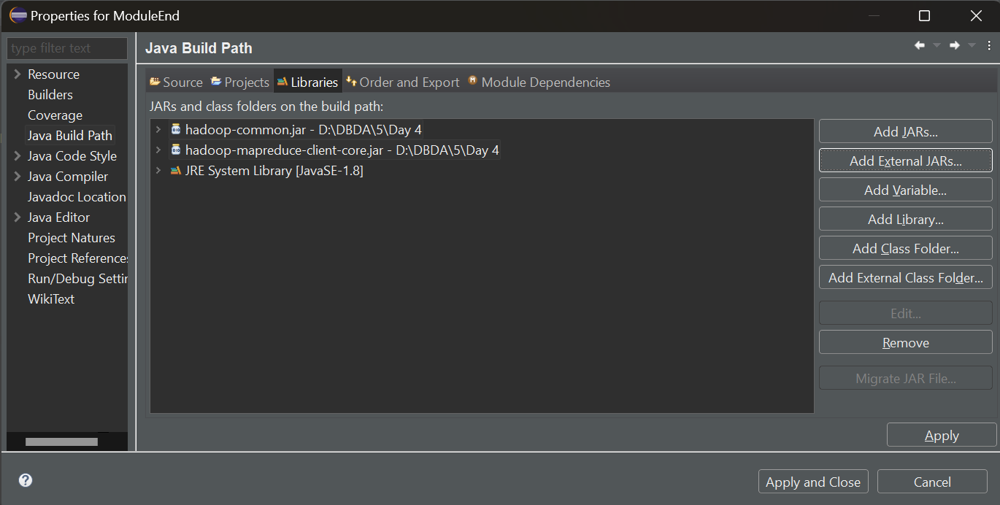 Properties for ModuleEnd
type filter text
Resource
Builders
Coverage
Java Build Path
Java Code Style
Java Compiler
Javadoc Location
Java Editor
Project Natures
Project References
Run/Debug Settin
WikiText
Java Build Path
Source Projects Libraries Order and Export Module Dependencies
JARs and class folders on the build path:
hadoop-common.jar - D:\DBDA\5\Day 4
hadoop-mapreduce-client-core.jar - D:\DBDA\5\Day 4
JRE System Library [JavaSE-1.8]
Add JARs...
Add External JARs...
Add Variable...
Add Library...
Add Class Folder...
Add External Class Folder...
Edit...
Remove
Migrate JAR File...
Apply
Apply and Close Cancel